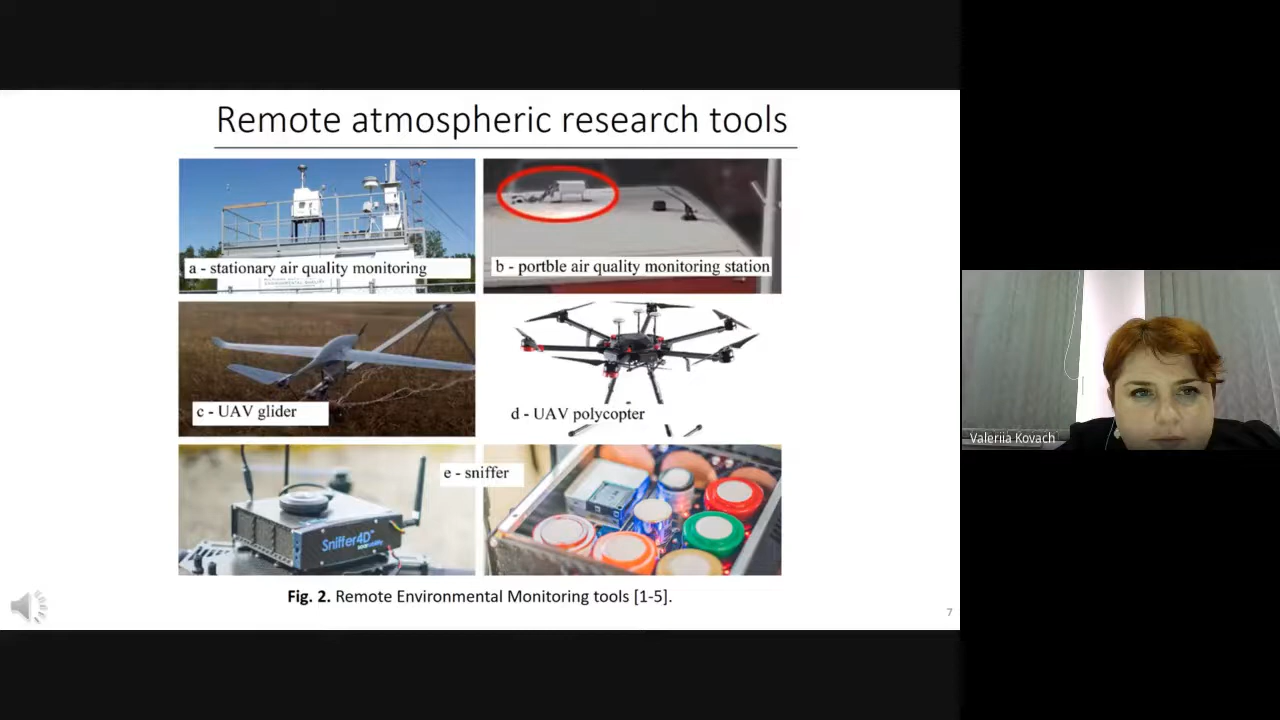 Remote atmospheric research tools
a - stationary air quality monitoring
b - portble air quality monitoring station
c - UAV glider
d - UAV polycopter
e - sniffer
Sniffer4D
Fig. 2. Remote Environmental Monitoring tools [1-5].
7
Valeriia Kovach